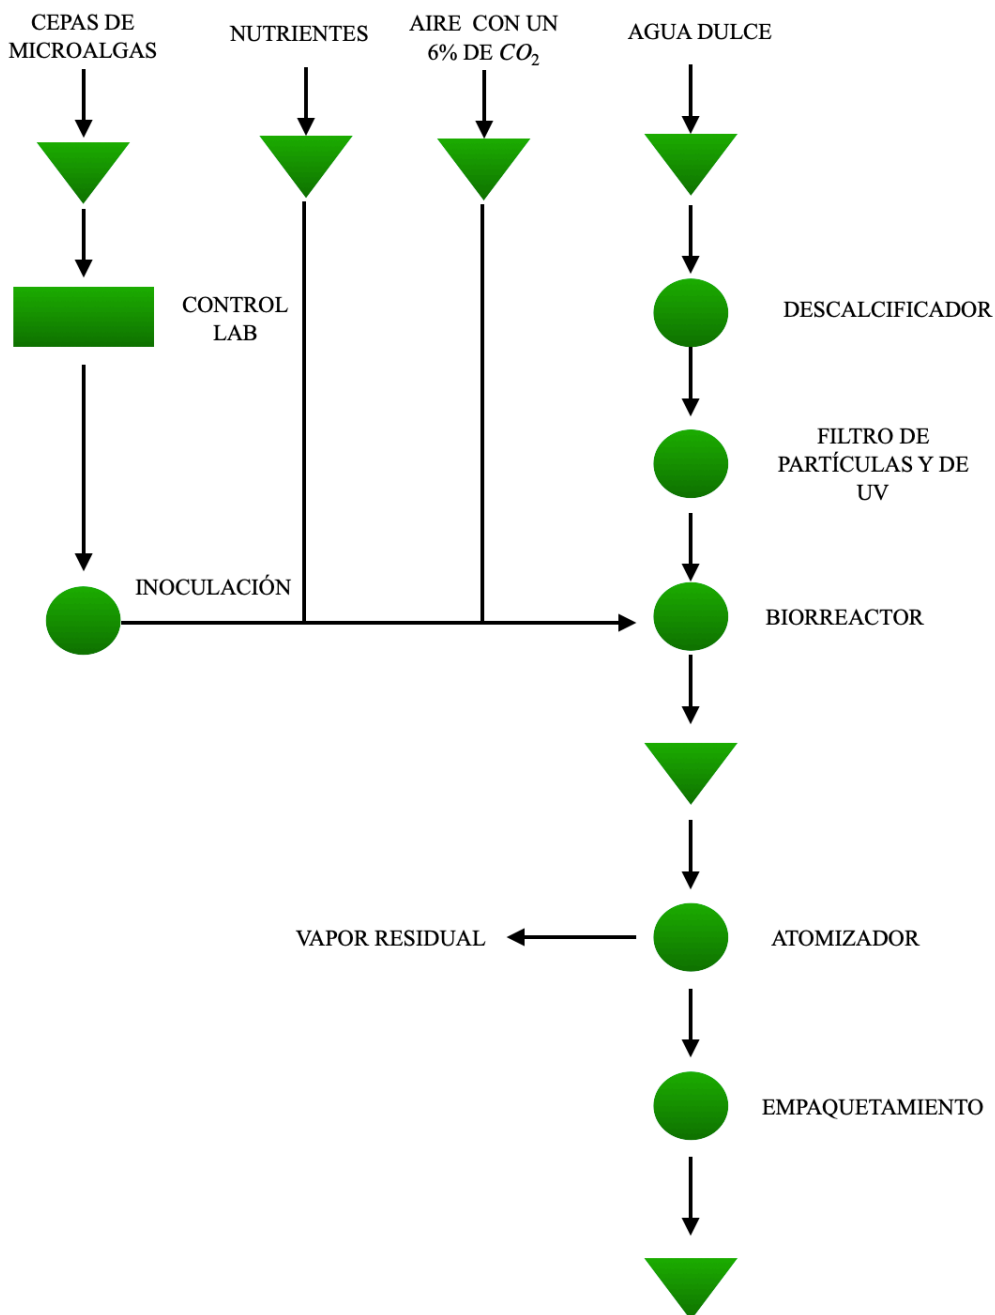 CEPAS DE
MICROALGAS
NUTRIENTES
AIRE CON UN
6% DE CO₂
AGUA DULCE
CONTROL
LAB
DESCALCIFICADOR
FILTRO DE
PARTÍCULAS Y DE
UV
INOCULACIÓN
BIORREACTOR
VAPOR RESIDUAL
ATOMIZADOR
EMPAQUETAMIENTO